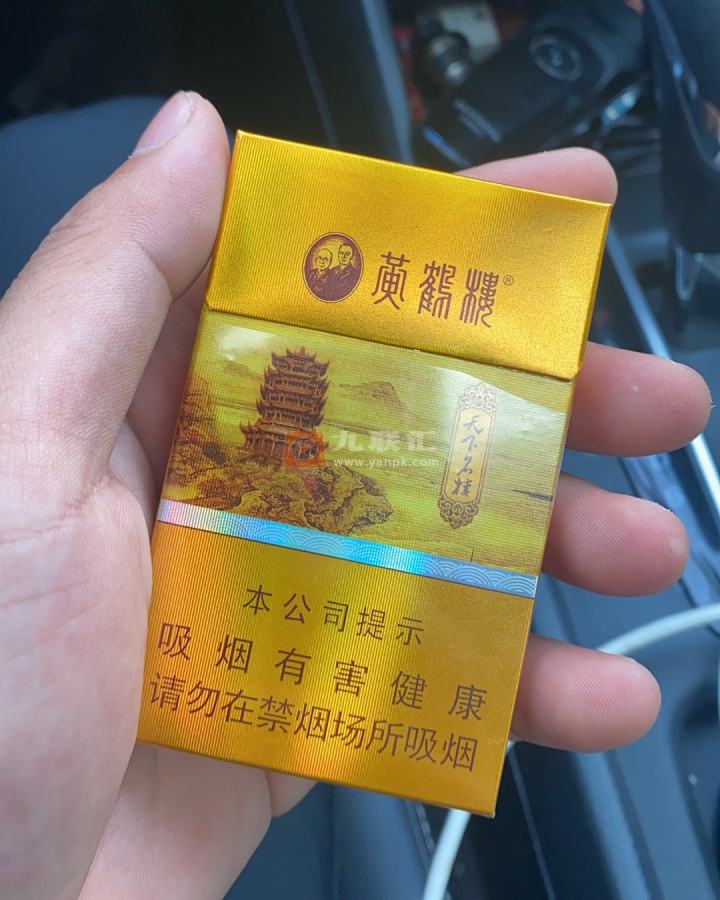 黄鹤楼®
天下名楼
九联汇
www.yanpk.com
本公司提示
吸烟有害健康
请勿在禁烟场所吸烟